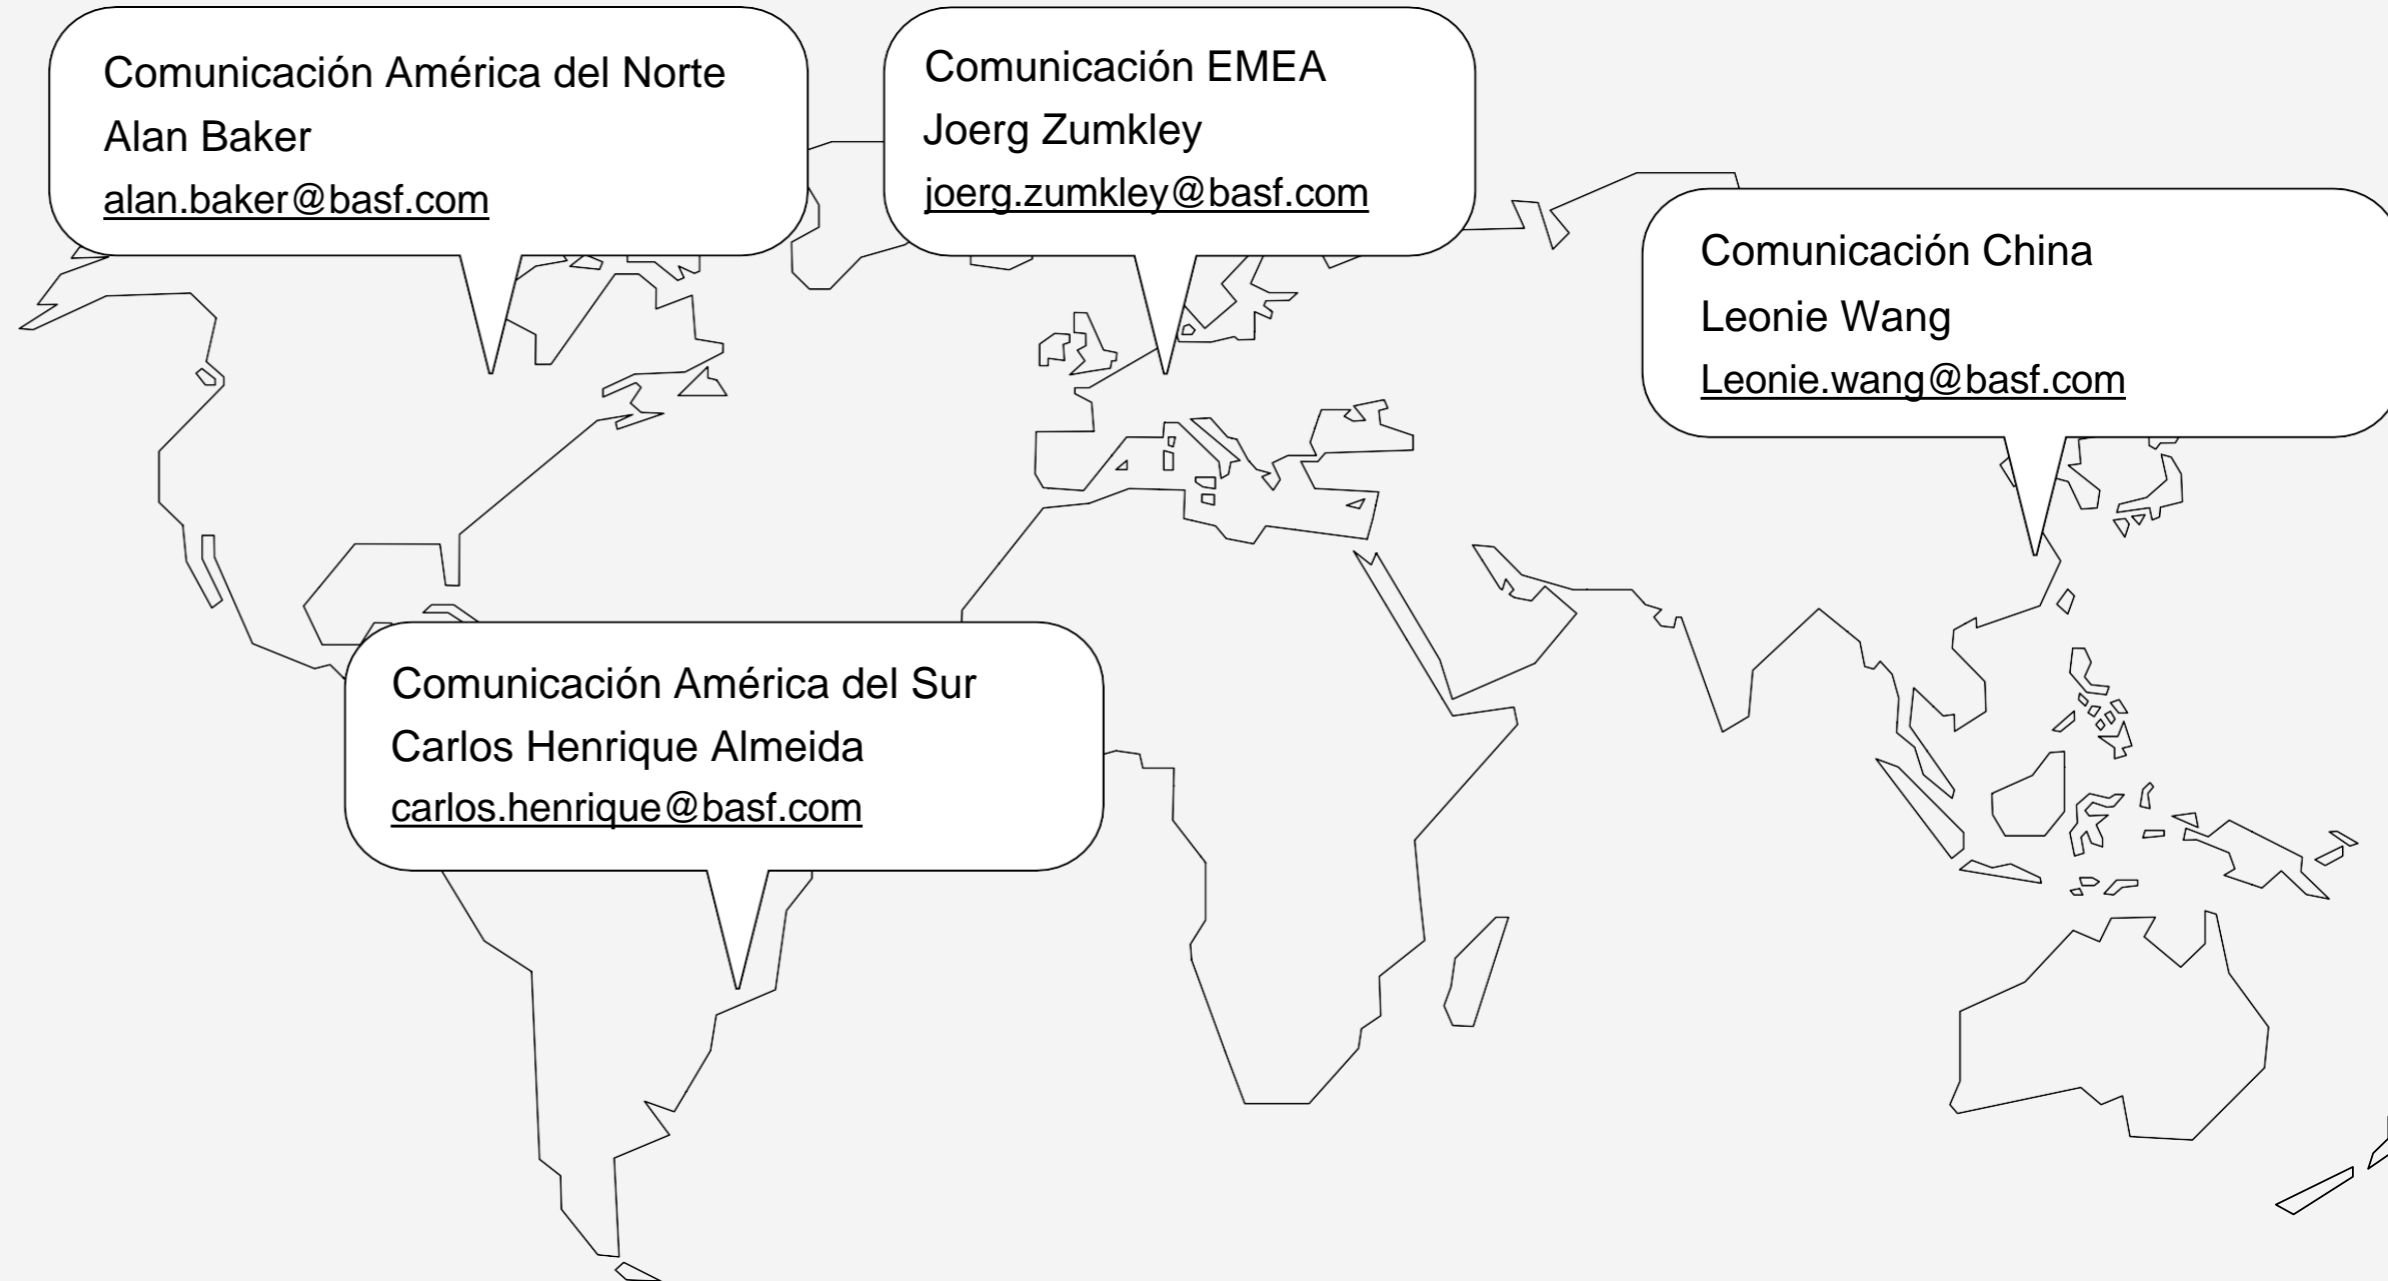 Comunicación América del Norte
Alan Baker
alan.baker@basf.com
Comunicación EMEA
Joerg Zumkley
joerg.zumkley@basf.com
Comunicación China
Leonie Wang
Leonie.wang@basf.com
Comunicación América del Sur
Carlos Henrique Almeida
carlos.henrique@basf.com